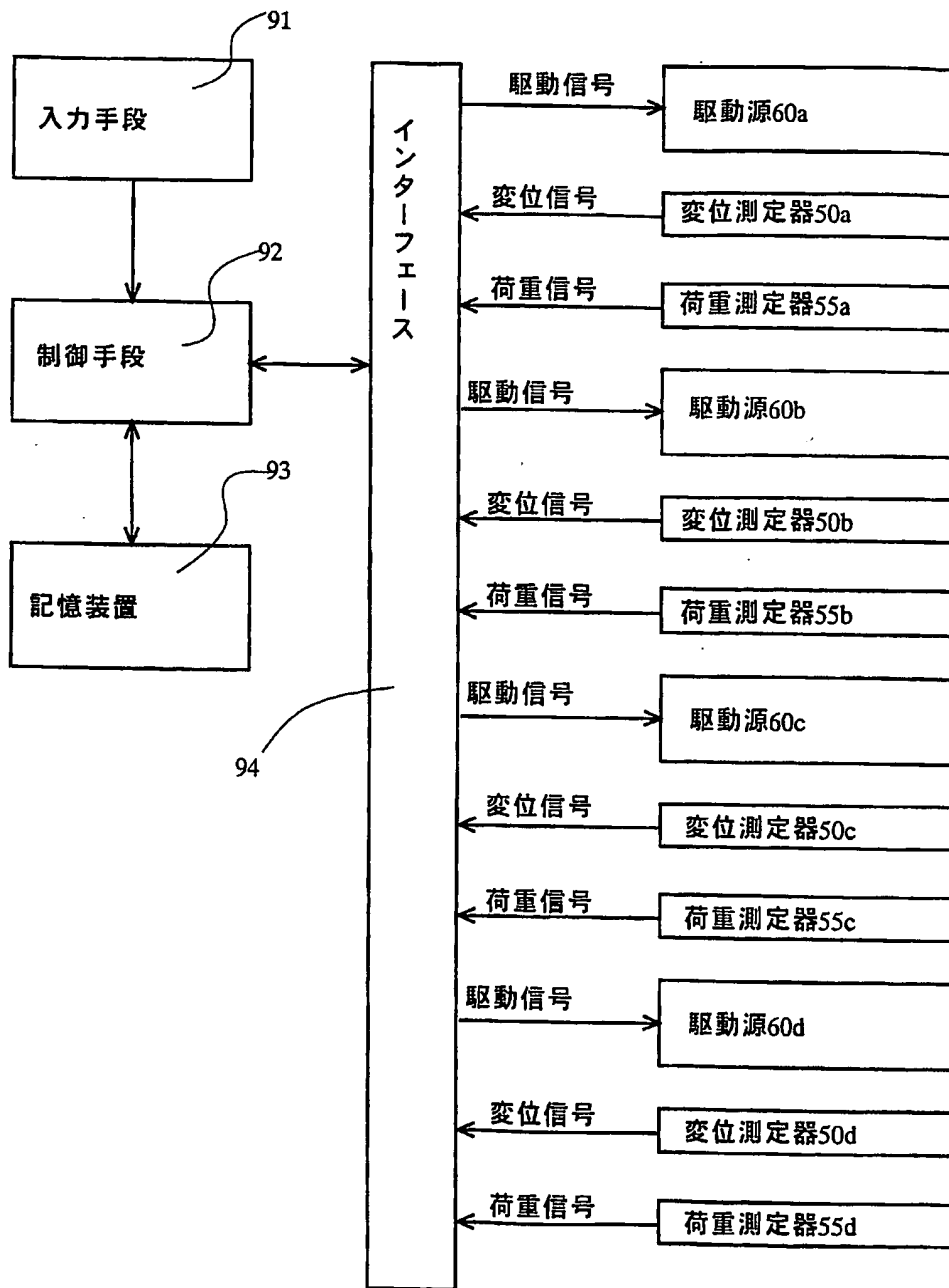 91
入力手段
92
制御手段
93
記憶装置
インターフェース
94
駆動信号
駆動源60a
変位信号
変位測定器50a
荷重信号
荷重測定器55a
駆動信号
駆動源60b
変位信号
変位測定器50b
荷重信号
荷重測定器55b
駆動信号
駆動源60c
変位信号
変位測定器50c
荷重信号
荷重測定器55c
駆動信号
駆動源60d
変位信号
変位測定器50d
荷重信号
荷重測定器55d